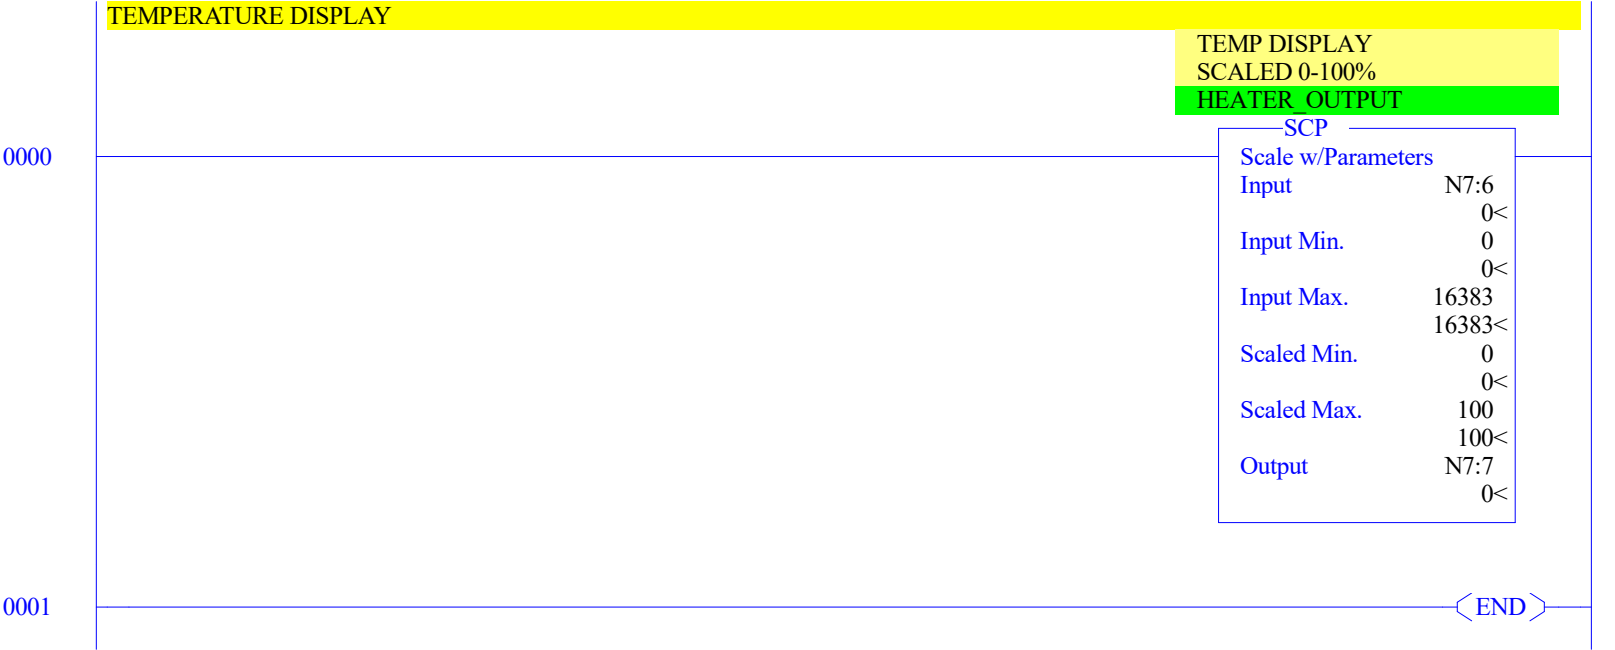 TEMPERATURE DISPLAY
TEMP DISPLAY
SCALED 0-100%
HEATER_OUTPUT
SCP
0000
Scale w/Parameters
Input N7:6
0<
Input Min. 0
0<
Input Max. 16383
16383<
Scaled Min. 0
0<
Scaled Max. 100
100<
Output N7:7
0<
0001
END